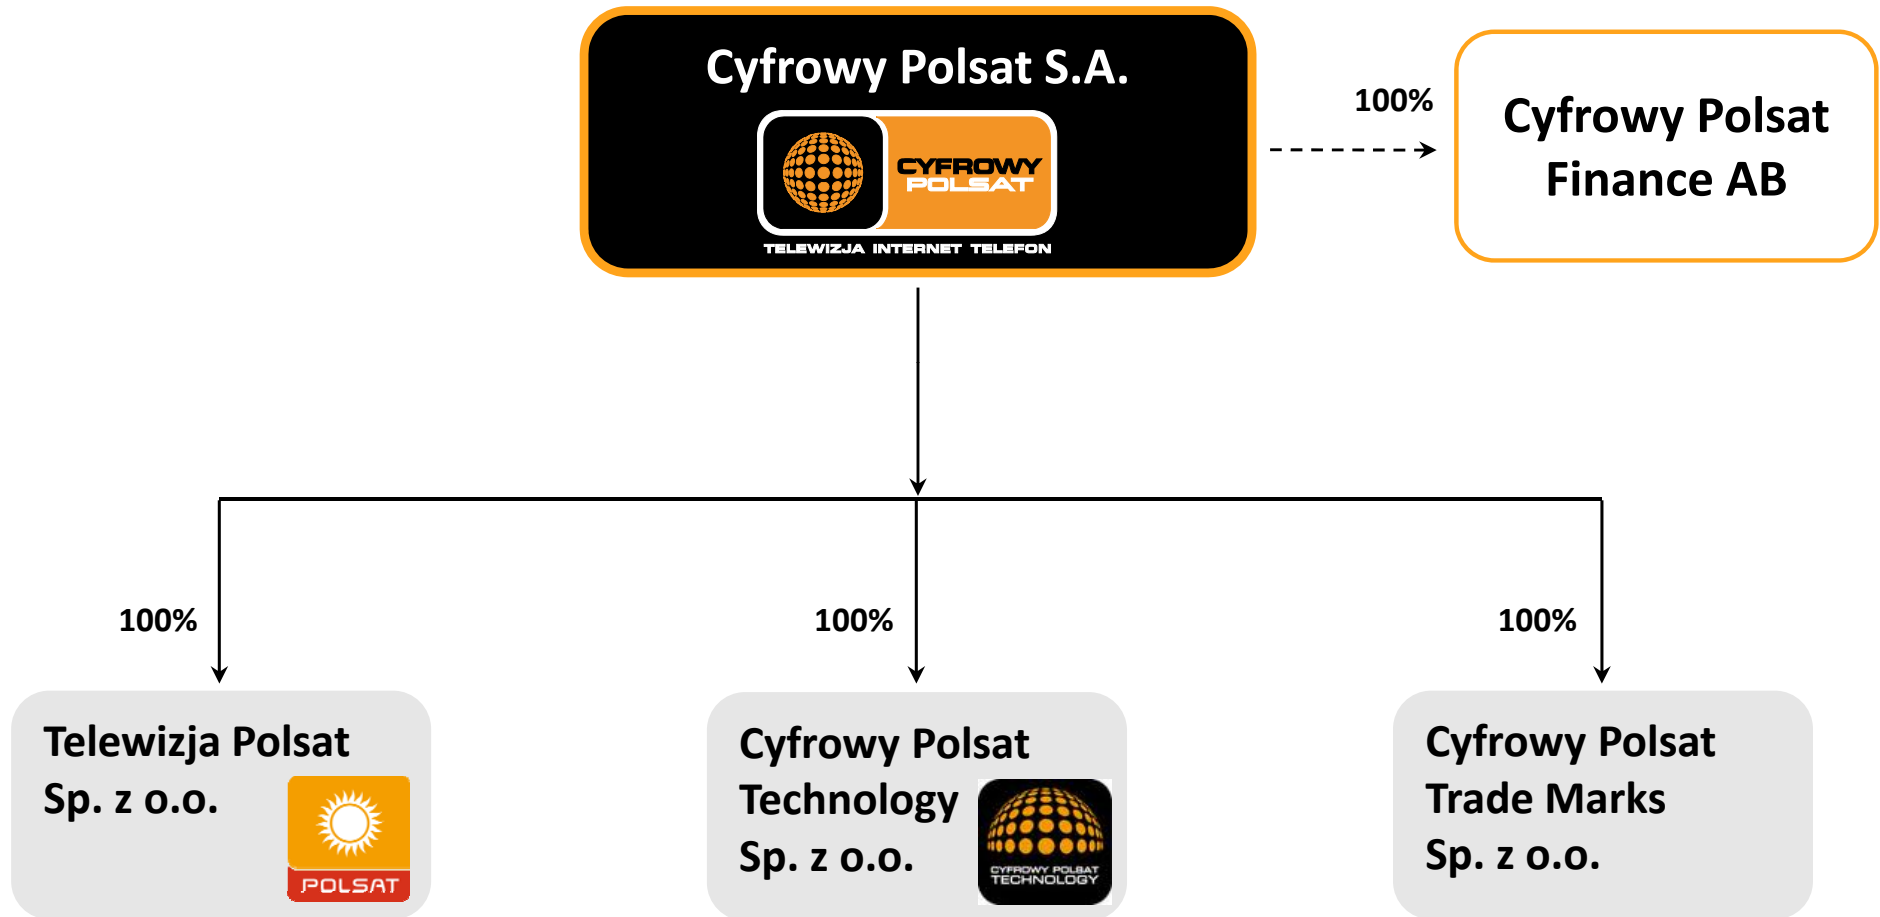 Cyfrowy Polsat S.A.
CYFROWY
POLSAT
TELEWIZJA INTERNET TELEFON
100%
Cyfrowy Polsat
Finance AB
100%
100%
100%
Telewizja Polsat
Sp. z o.o.
POLSAT
Cyfrowy Polsat
Technology
Sp. z o.o.
CYFROWY POLSAT
TECHNOLOGY
Cyfrowy Polsat
Trade Marks
Sp. z o.o.